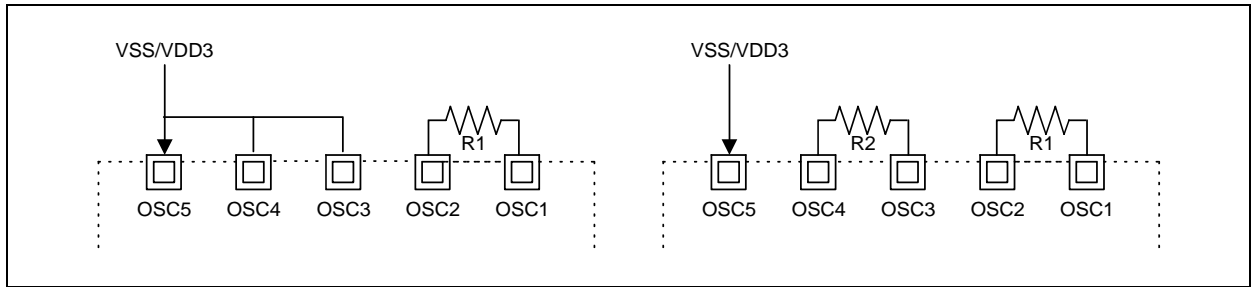 VSS/VDD3 VSS/VDD3
R1 R2 R1
OSC5 OSC4 OSC3 OSC2 OSC1 OSC5 OSC4 OSC3 OSC2 OSC1